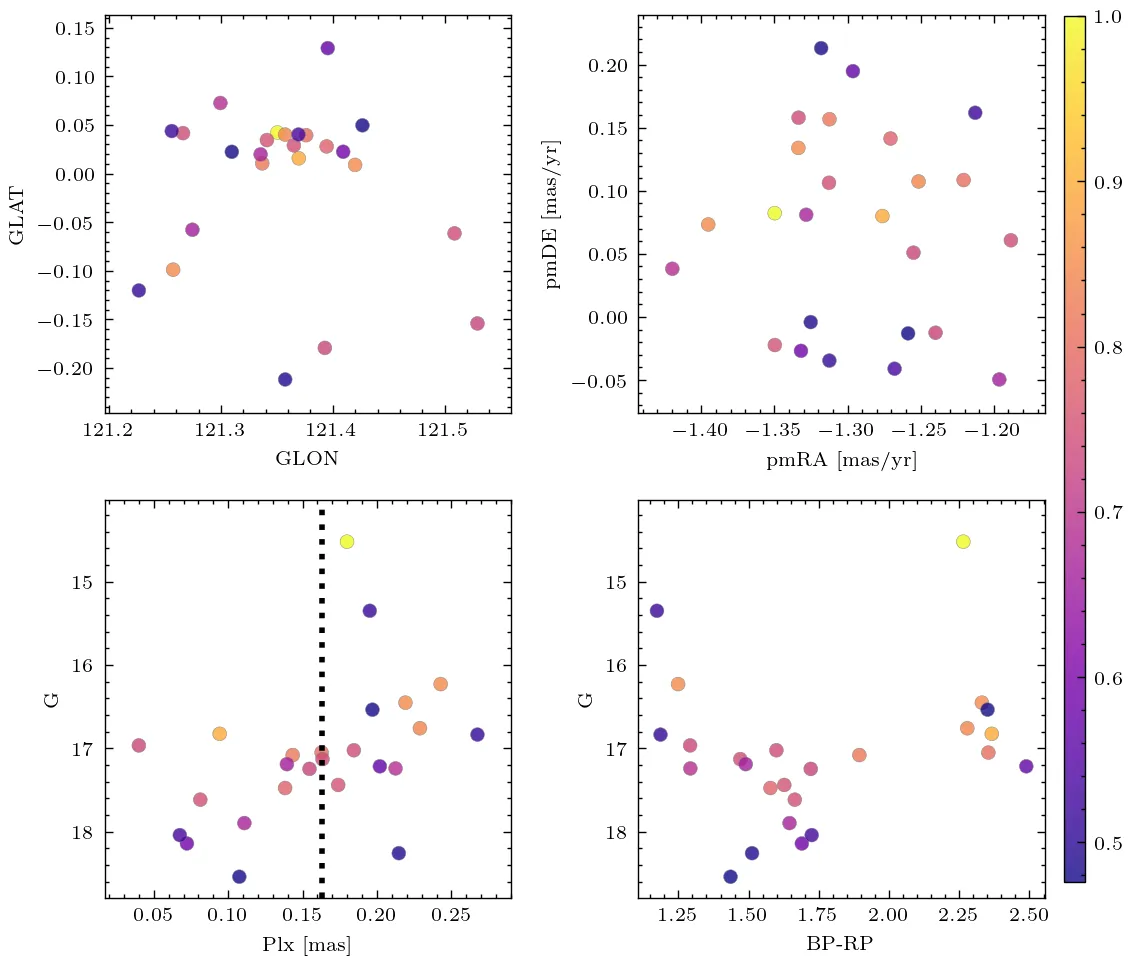 0.15
0.10
0.05
0.00
−0.05
−0.10
−0.15
−0.20
GLAT
121.2 121.3 121.4 121.5
GLON
0.20
0.15
0.10
0.05
0.00
−0.05
pmDE [mas/yr]
−1.40 −1.35 −1.30 −1.25 −1.20
pmRA [mas/yr]
15
16
17
18
G
0.05 0.10 0.15 0.20 0.25
Plx [mas]
15
16
17
18
G
1.25 1.50 1.75 2.00 2.25 2.50
BP-RP
1.0
0.9
0.8
0.7
0.6
0.5